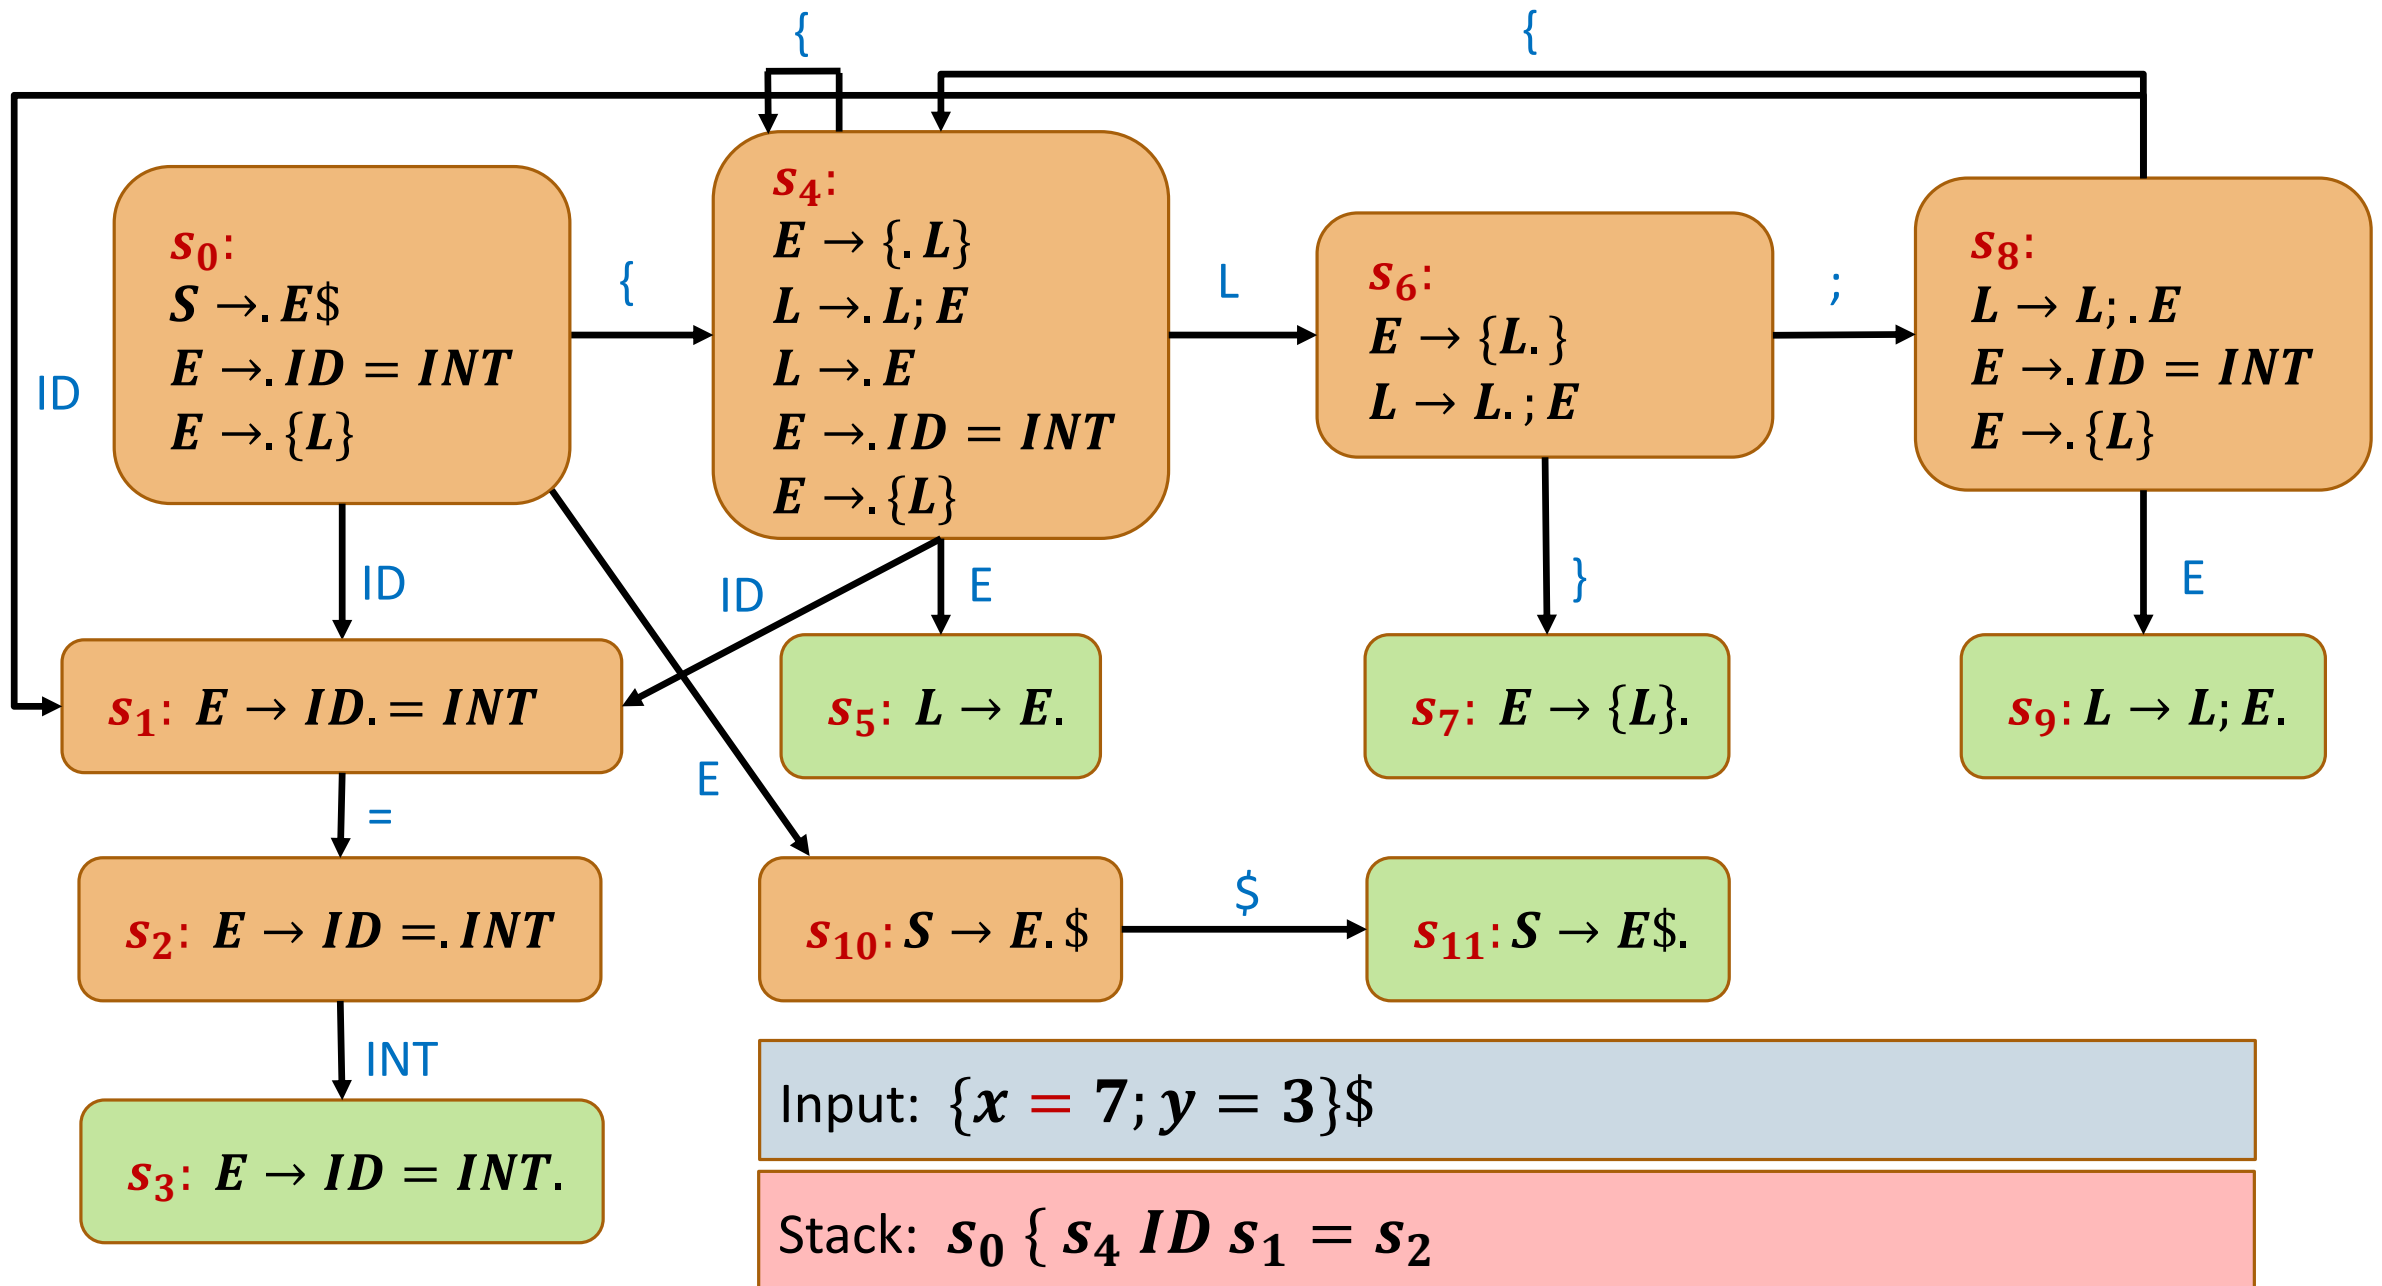 {
{
s₀:
S →. E$
E →. ID = INT
E →. {L}
{
s₄:
E → {. L}
L →. L; E
L →. E
E →. ID = INT
E →. {L}
L
s₆:
E → {L. }
L → L. ; E
;
s₈:
L → L; . E
E →. ID = INT
E →. {L}
ID
ID
ID
E
}
E
s₁: E → ID. = INT
s₅: L → E.
s₇: E → {L}.
s₉: L → L; E.
=
E
s₂: E → ID =. INT
s₁₀: S → E. $
$
s₁₁: S → E$.
INT
s₃: E → ID = INT.
Input: {x = 7; y = 3}$
Stack: s₀ { s₄ ID s₁ = s₂